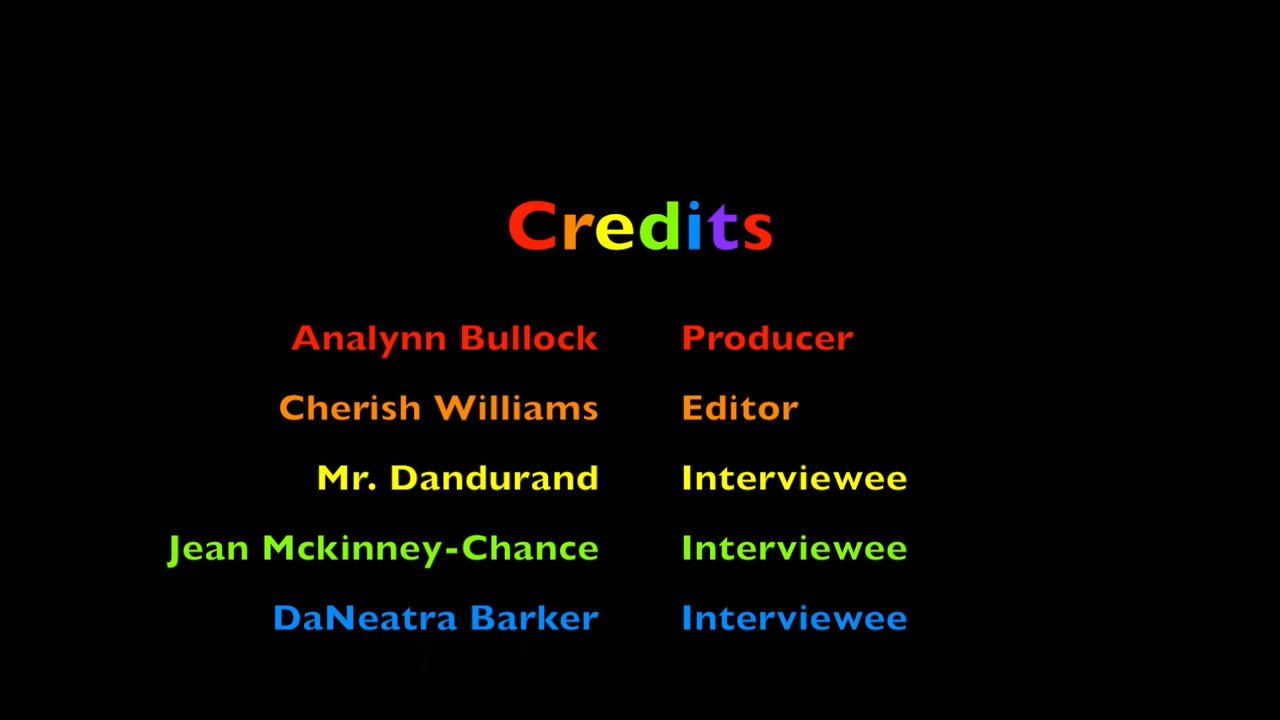 Credits
Analynn Bullock Producer
Cherish Williams Editor
Mr. Dandurand Interviewee
Jean Mckinney-Chance Interviewee
DaNeatra Barker Interviewee